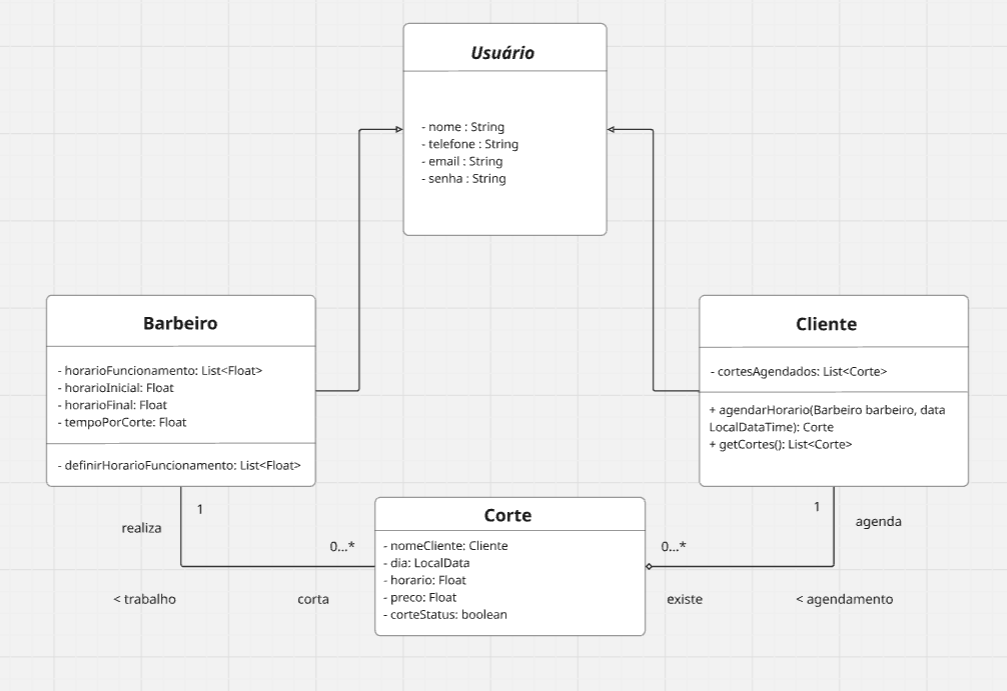 Usuário
- nome : String
- telefone : String
- email : String
- senha : String
Barbeiro
- horarioFuncionamento: List<Float>
- horarioInicial: Float
- horarioFinal: Float
- tempoPorCorte: Float
- definirHorarioFuncionamento: List<Float>
Cliente
- cortesAgendados: List<Corte>
+ agendarHorario(Barbeiro barbeiro, data
LocalDataTime): Corte
+ getCortes(): List<Corte>
1
realiza
0...*
< trabalho
corta
Corte
- nomeCliente: Cliente
- dia: LocalData
- horario: Float
- preco: Float
- corteStatus: boolean
1
agenda
0...*
existe
< agendamento